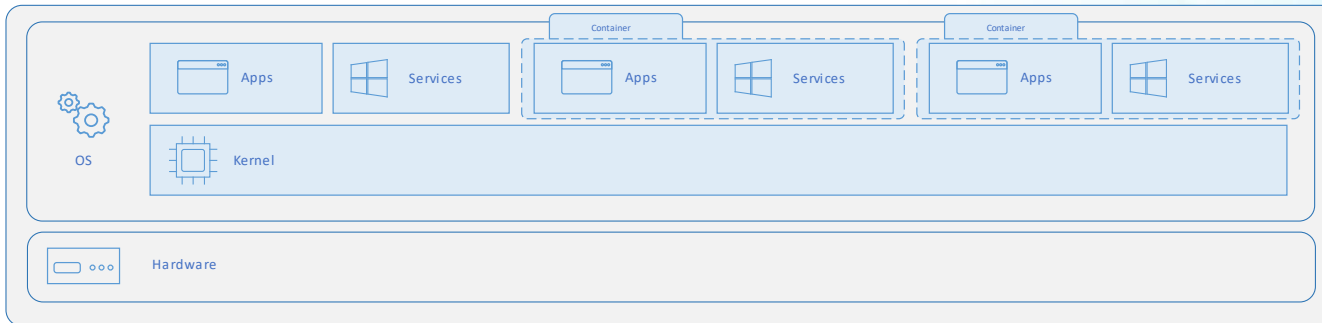 Container
Container
Apps
Services
Apps
Services
Apps
Services
OS
Kernel
Hardware